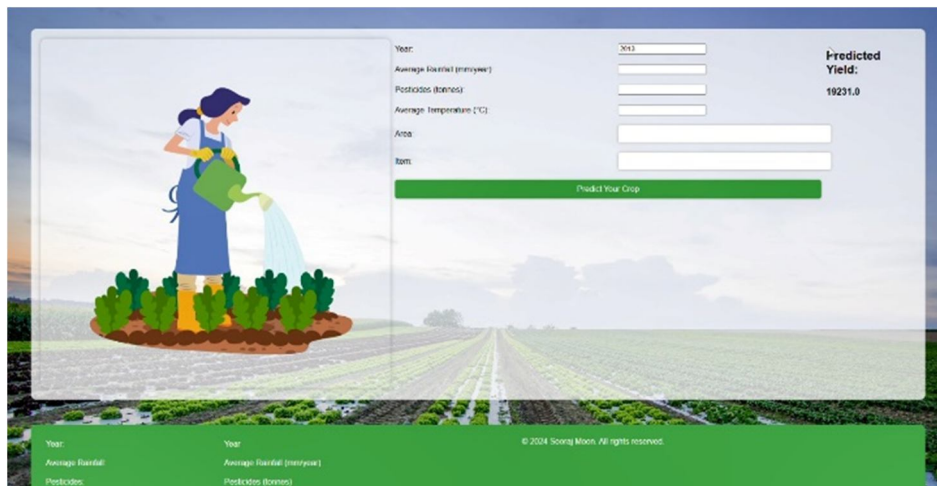 Year:
2013
Average Rainfall (mm/year):
Pesticides (tonnes):
Average Temperature (°C):
Area:
Item:
Predict Your Crop
Predicted
Yield:
19231.0
Year:
Average Rainfall:
Pesticides:
Year
Average Rainfall (mm/year)
Pesticides (tonnes)
© 2024 Sooraj Moon. All rights reserved.